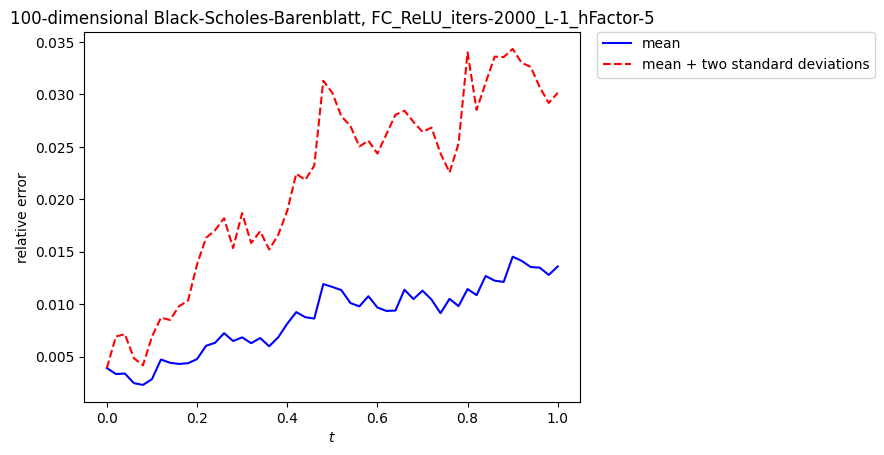 100-dimensional Black-Scholes-Barenblatt, FC_ReLU_iters-2000_L-1_hFactor-5
mean
mean + two standard deviations
relative error
0.035
0.030
0.025
0.020
0.015
0.010
0.005
0.0
0.2
0.4
0.6
0.8
1.0
t